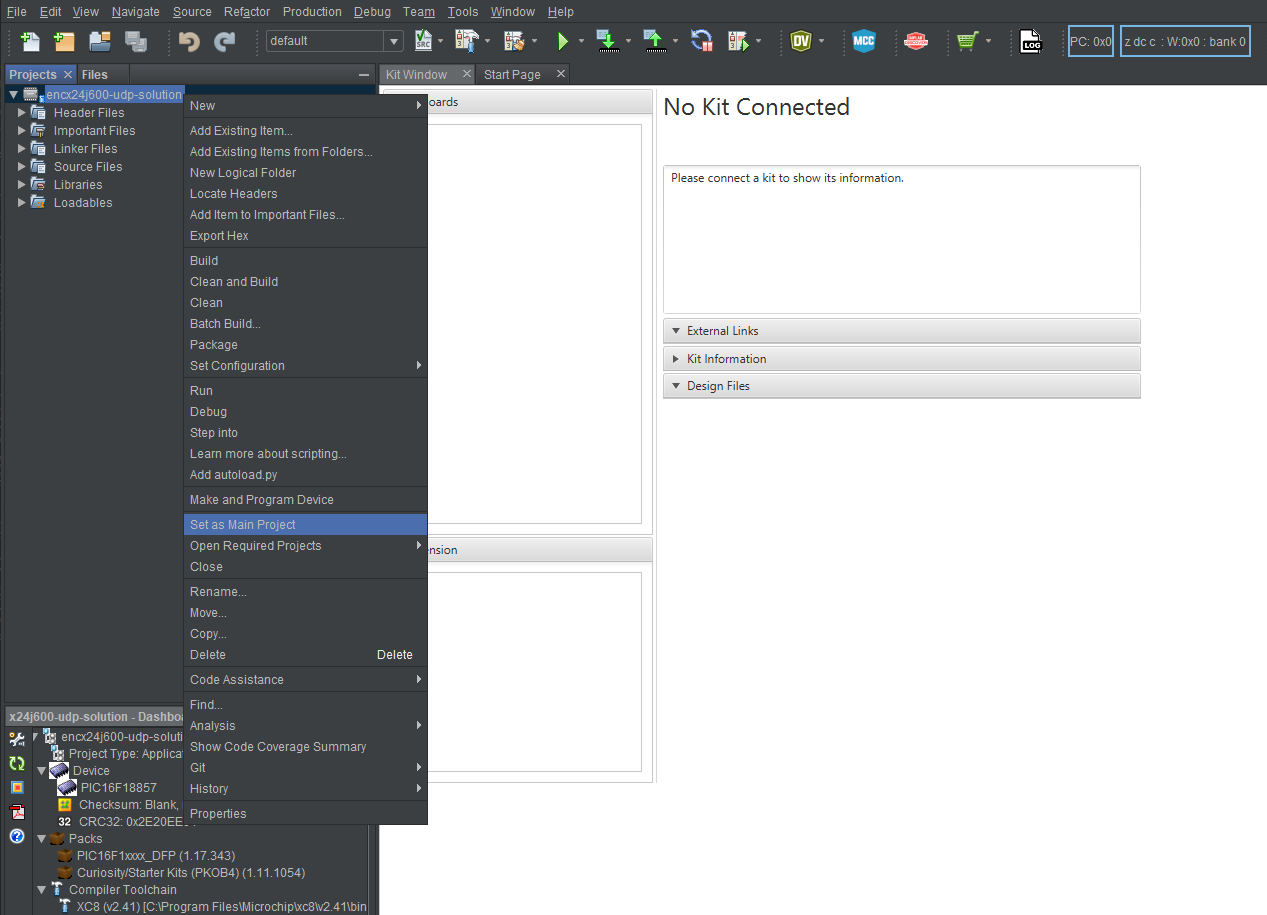 File Edit View Navigate Source Refactor Production Debug Team Tools Window Help
default
SRC
DV
MCC
LOG
PC: 0x0
z dc c : W:0x0 : bank 0
Projects
Files
Kit Window
Start Page
encx24j600-udp-solution
Header Files
Important Files
Linker Files
Source Files
Libraries
Loadables
New
Add Existing Item...
Add Existing Items from Folders...
New Logical Folder
Locate Headers
Add Item to Important Files...
Export Hex
Build
Clean and Build
Clean
Batch Build...
Package
Set Configuration
Run
Debug
Step into
Learn more about scripting...
Add autoload.py
Make and Program Device
Set as Main Project
Open Required Projects
Close
Rename...
Move...
Copy...
Delete Delete
Code Assistance
Find...
Analysis
Show Code Coverage Summary
Git
History
Properties
oards
ension
No Kit Connected
Please connect a kit to show its information.
External Links
Kit Information
Design Files
x24j600-udp-solution - Dashboa
encx24j600-udp-soluti
Project Type: Applica
Device
PIC16F18857
Checksum: Blank,
32 CRC32: 0x2E20EE
Packs
PIC16F1xxxx_DFP (1.17.343)
Curiosity/Starter Kits (PKOB4) (1.11.1054)
Compiler Toolchain
XC8 (v2.41) [C:\Program Files\Microchip\xc8\v2.41\bin